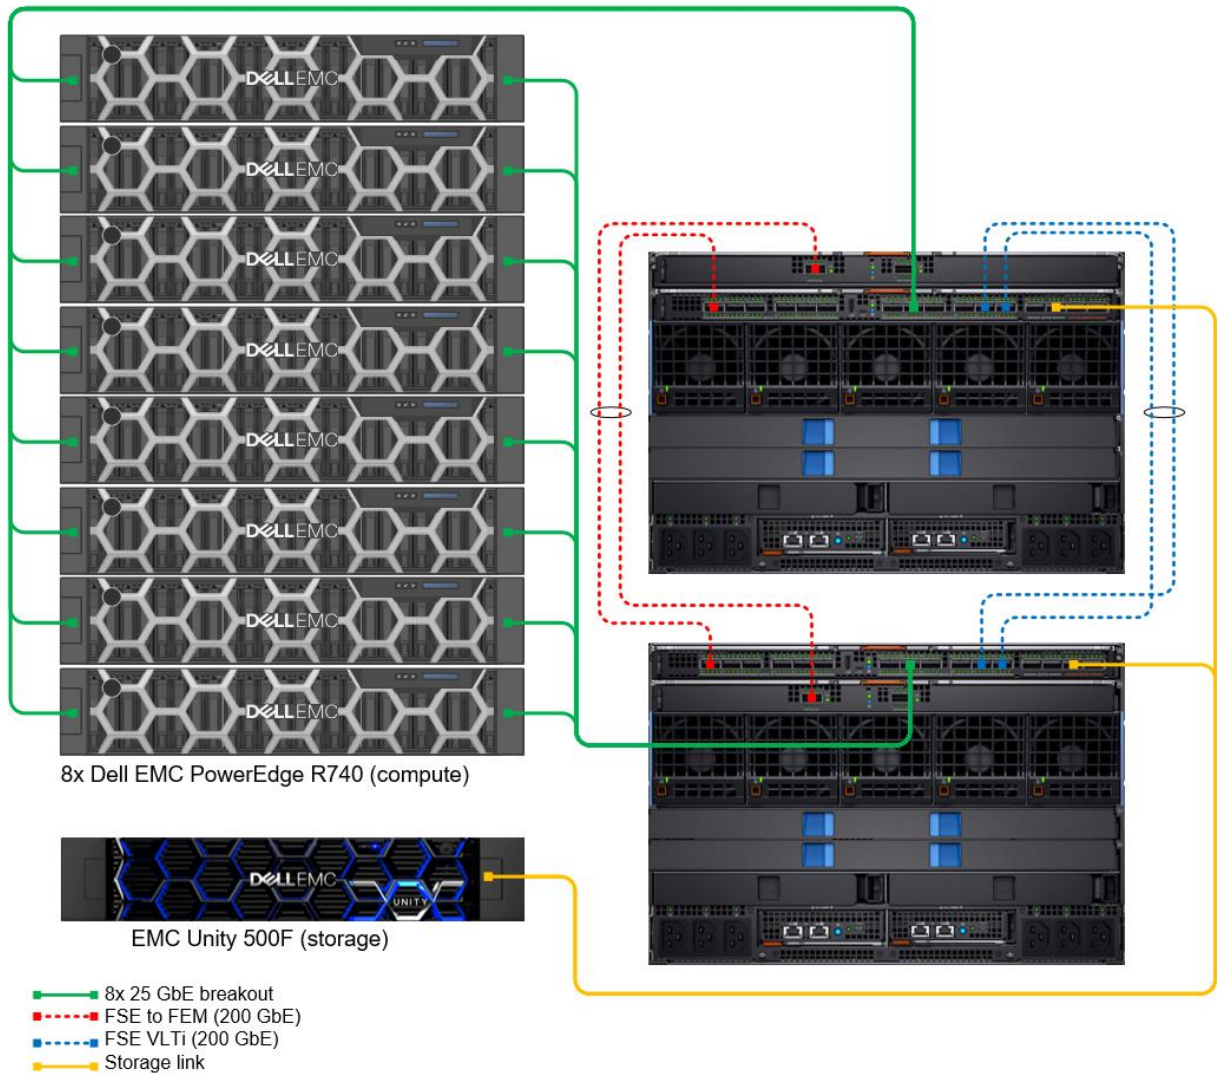 DELLEMC
DELLEMC
DELLEMC
DELLEMC
DELLEMC
DELLEMC
DELLEMC
DELLEMC
8x Dell EMC PowerEdge R740 (compute)
DELLEMC
UNITY
EMC Unity 500F (storage)
8x 25 GbE breakout
FSE to FEM (200 GbE)
FSE VLTi (200 GbE)
Storage link